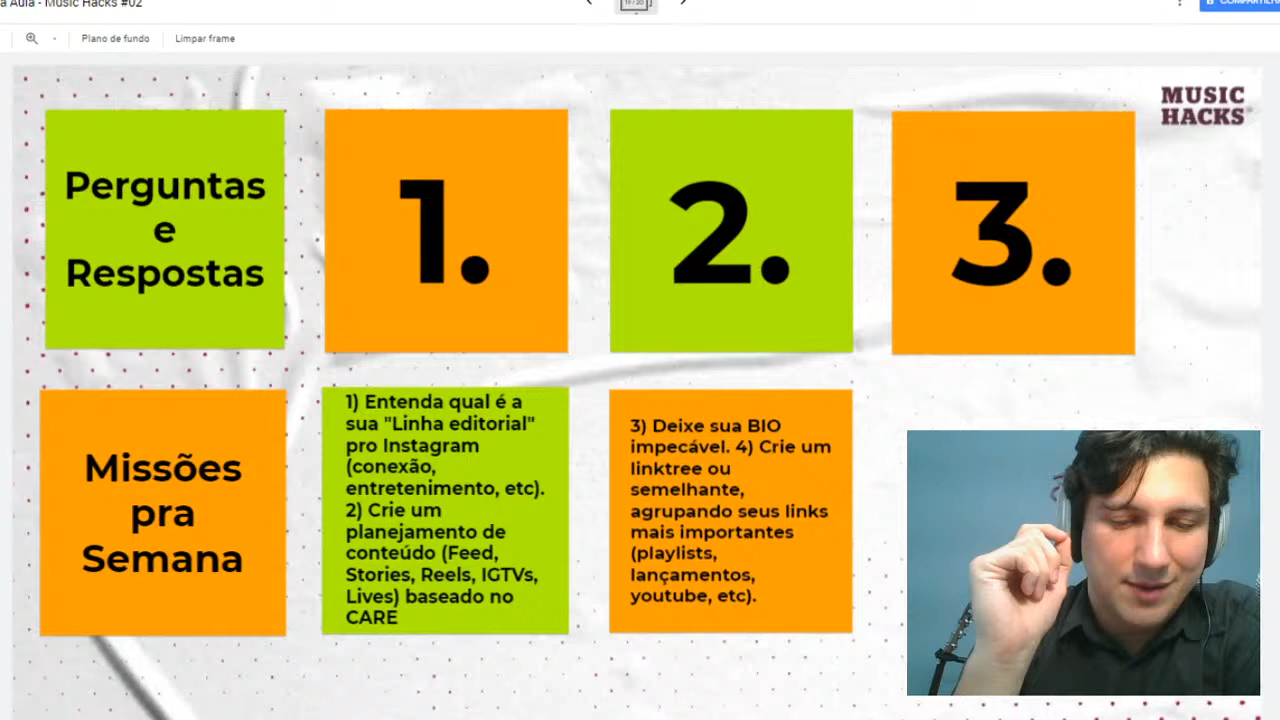 a Aula - Music Hacks #02
Plano de fundo
Limpar frame
MUSIC
HACKS
Perguntas
e
Respostas
1.
2.
3.
Missões
pra
Semana
1) Entenda qual é a
sua "Linha editorial"
pro Instagram
(conexão,
entretenimento, etc).
2) Crie um
planejamento de
conteúdo (Feed,
Stories, Reels, IGTVs,
Lives) baseado no
CARE
3) Deixe sua BIO
impecável. 4) Crie um
linktree ou
semelhante,
agrupando seus links
mais importantes
(playlists,
lançamentos,
youtube, etc).